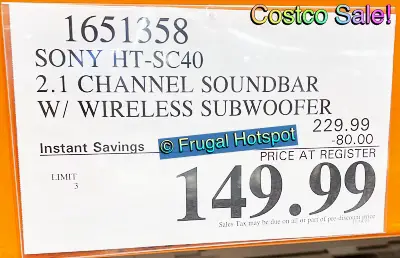 Costco Sale!
1651358
SONY HT-SC40
2.1 CHANNEL SOUNDBAR
W/ WIRELESS SUBWOOFER
© Frugal Hotspot
229.99
Instant Savings -80.00
PRICE AT REGISTER
LIMIT
3
149.99
Sales Tax may be due on all or part of pre-discount price